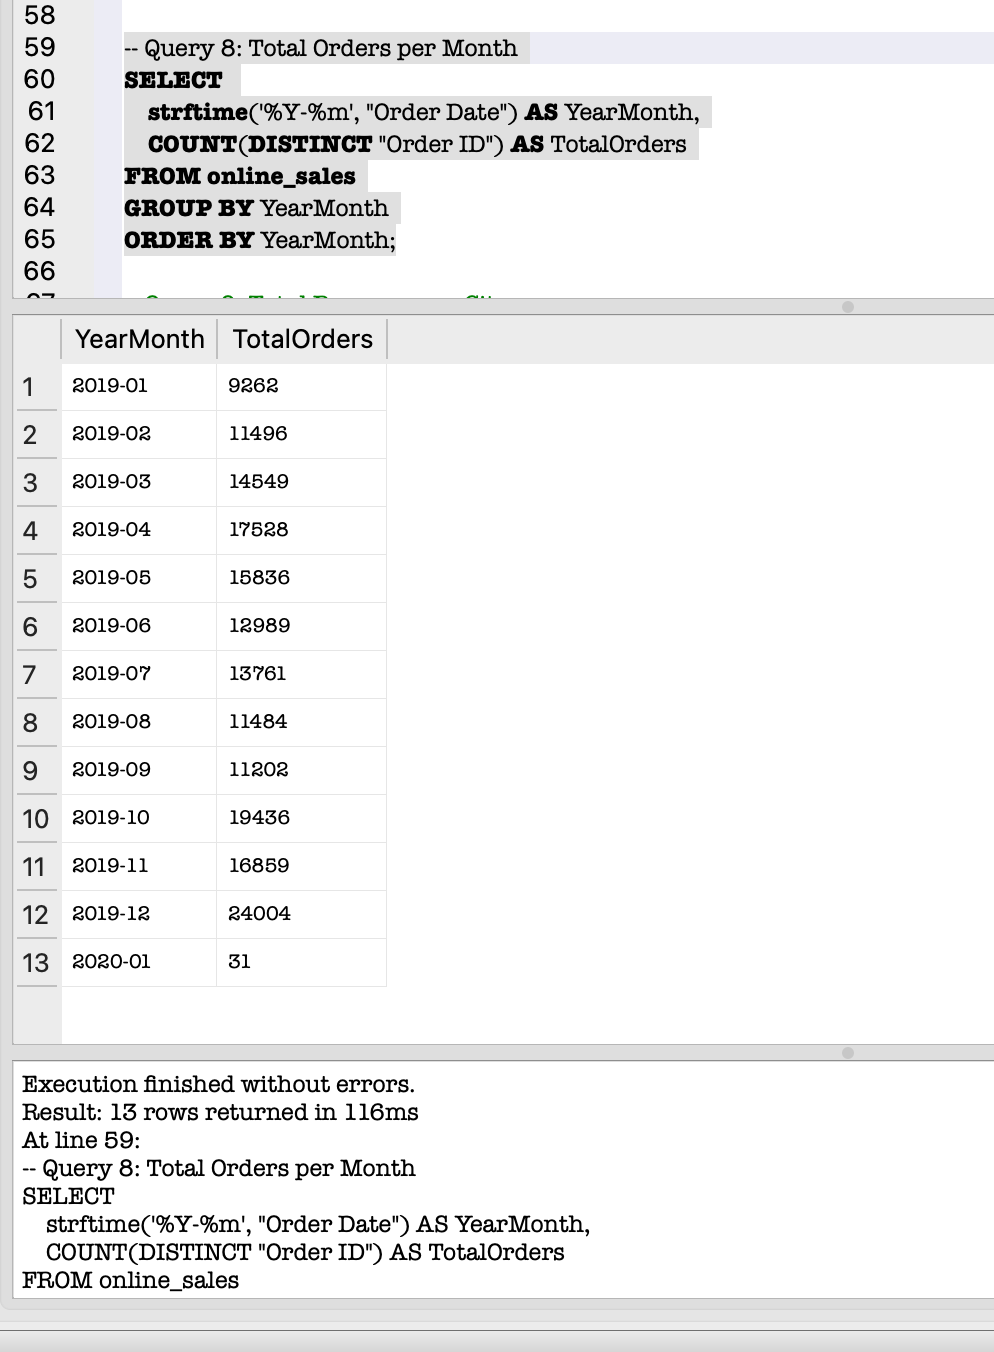 58
59 -- Query 8: Total Orders per Month
60 SELECT
61 strftime('%Y-%m', "Order Date") AS YearMonth,
62 COUNT(DISTINCT "Order ID") AS TotalOrders
63 FROM online_sales
64 GROUP BY YearMonth
65 ORDER BY YearMonth;
66
YearMonth TotalOrders
1 2019-01 9262
2 2019-02 11496
3 2019-03 14549
4 2019-04 17528
5 2019-05 15836
6 2019-06 12989
7 2019-07 13761
8 2019-08 11484
9 2019-09 11202
10 2019-10 19436
11 2019-11 16859
12 2019-12 24004
13 2020-01 31
Execution finished without errors.
Result: 13 rows returned in 116ms
At line 59:
-- Query 8: Total Orders per Month
SELECT
strftime('%Y-%m', "Order Date") AS YearMonth,
COUNT(DISTINCT "Order ID") AS TotalOrders
FROM online_sales